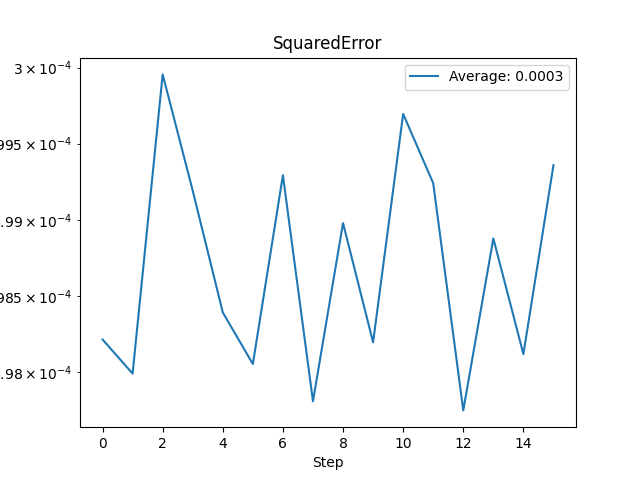 SquaredError
Average: 0.0003
3 × 10⁻⁴
995 × 10⁻⁴
.99 × 10⁻⁴
985 × 10⁻⁴
.98 × 10⁻⁴
0 2 4 6 8 10 12 14
Step